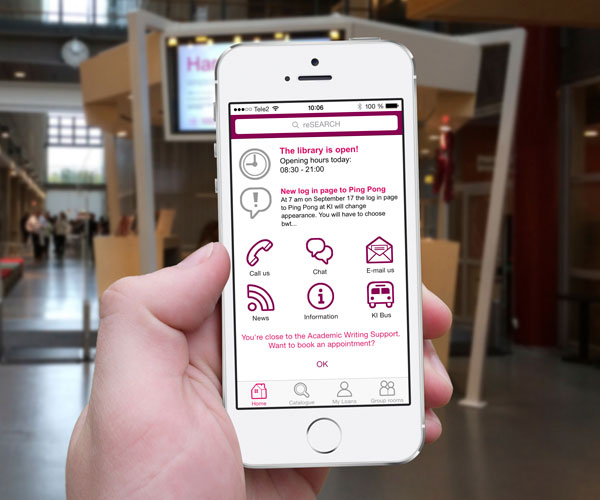 Har
●●●○○ Tele2 10:06 100 %
reSEARCH
The library is open!
Opening hours today:
08:30 - 21:00
New log in page to Ping Pong
At 7 am on September 17 the log in page
to Ping Pong at KI will change
appearance. You will have to choose
bwt...
Call us Chat E-mail us
News Information KI Bus
You're close to the Academic Writing Support.
Want to book an appointment?
OK
Home Catalogue My Loans Group rooms